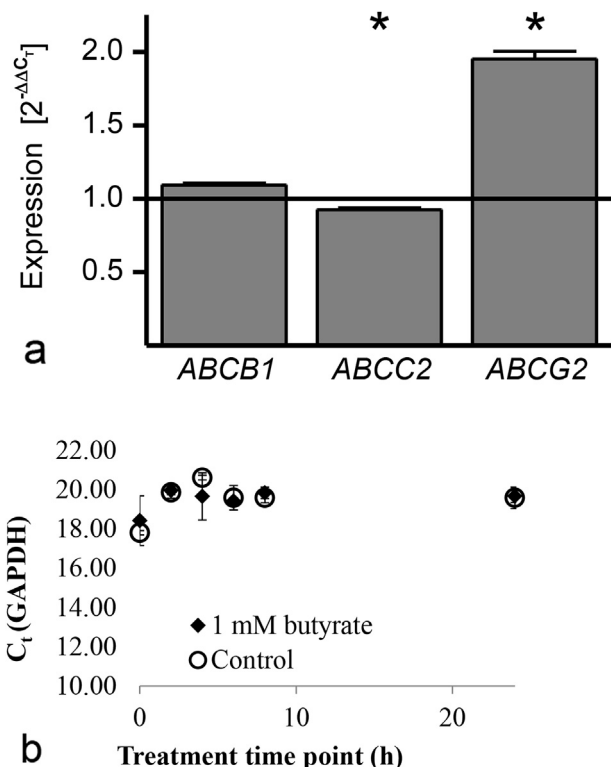 * *
Expression [2^-ΔΔC_T]
2.0
1.5
1.0
0.5
a
ABCB1 ABCC2 ABCG2
C_t (GAPDH)
22.00
20.00
18.00
16.00
14.00
12.00
10.00
◆ 1 mM butyrate
○ Control
0 10 20
b
Treatment time point (h)